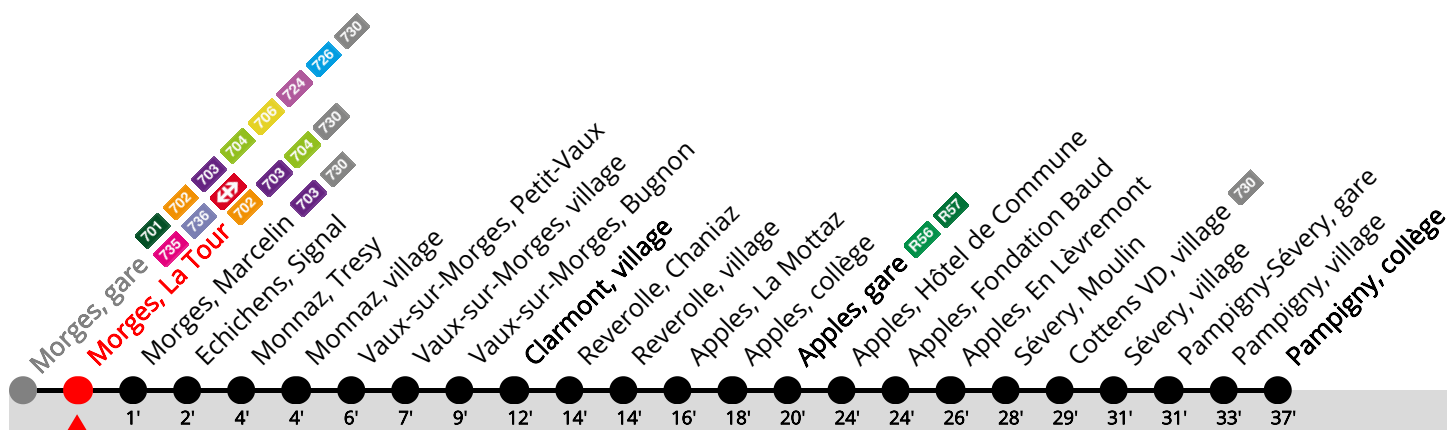 Morges, gare 701 702 703 704 706 724 726 730
735 736
Morges, La Tour 702 703 704 730
Morges, Marcelin 703 730
Echichens, Signal
Monnaz, Tresy
Monnaz, village
Vaux-sur-Morges, Petit-Vaux
Vaux-sur-Morges, village
Vaux-sur-Morges, Bugnon
Clarmont, village
Reverolle, Chaniaz
Reverolle, village
Apples, La Mottaz
Apples, collège
Apples, gare R56 R57
Apples, Hôtel de Commune
Apples, Fondation Baud
Apples, En Lèvremont
Sévery, Moulin
Cottens VD, village 730
Sévery, village
Pampigny-Sévery, gare
Pampigny, village
Pampigny, collège
1' 2' 4' 4' 6' 7' 9' 12' 14' 14' 16' 18' 20' 24' 24' 26' 28' 29' 31' 31' 33' 37'